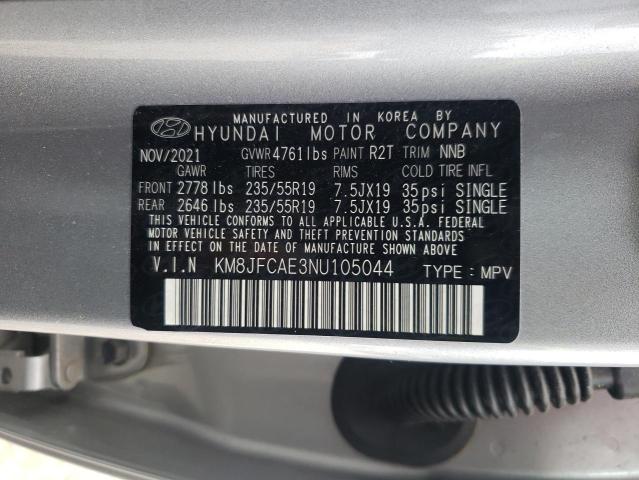 MANUFACTURED IN KOREA BY
HYUNDAI MOTOR COMPANY
NOV/2021 GVWR 4761lbs PAINT R2T TRIM NNB
GAWR TIRES RIMS COLD TIRE INFL
FRONT 2778 lbs 235/55R19 7.5JX19 35psi SINGLE
REAR 2646 lbs 235/55R19 7.5JX19 35psi SINGLE
THIS VEHICLE CONFORMS TO ALL APPLICABLE U.S.A. FEDERAL
MOTOR VEHICLE SAFETY,BUMPER,AND THEFT PREVENTION STANDARDS
IN EFFECT ON THE DATE OF MANUFACTURE SHOWN ABOVE.
V.I.N KM8JFCAE3NU105044 TYPE : MPV